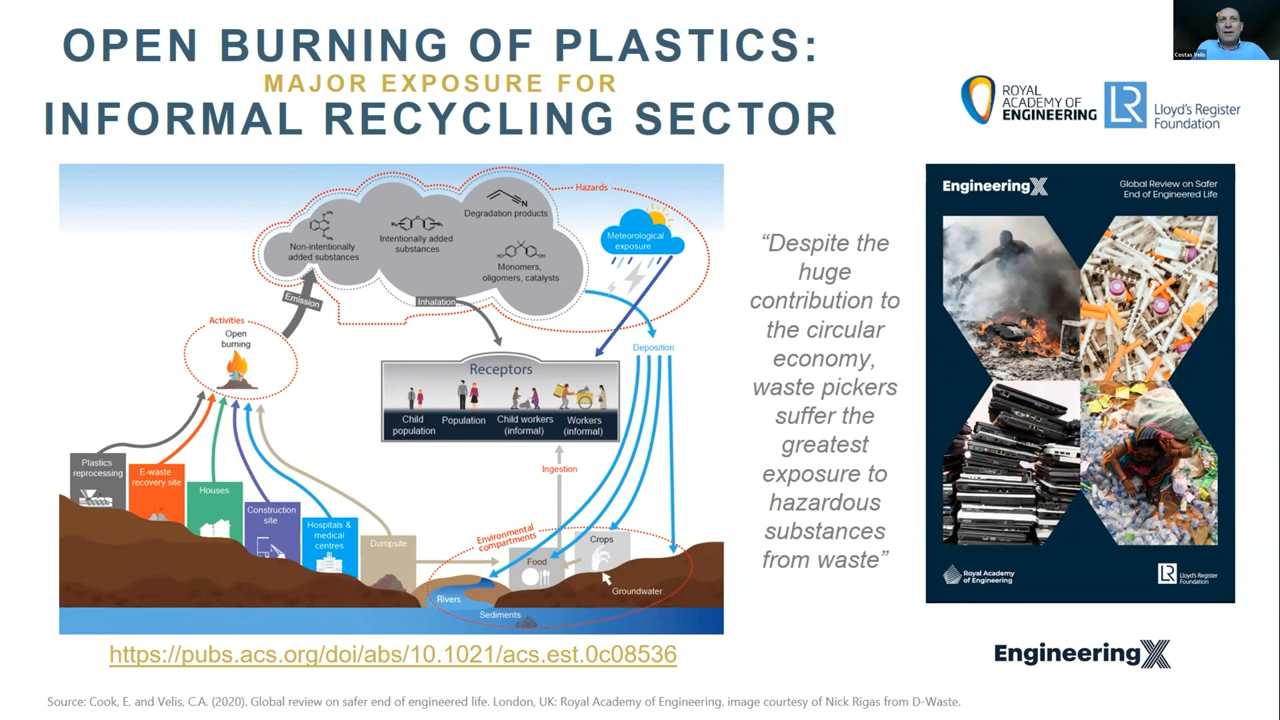 OPEN BURNING OF PLASTICS:
MAJOR EXPOSURE FOR
INFORMAL RECYCLING SECTOR
Costas Velis
ROYAL
ACADEMY OF
ENGINEERING
LR
Lloyd's Register
Foundation
Hazards
Degradation products
Non-intentionally
added substances
Intentionally added
substances
Monomers,
oligomers, catalysts
Meteorological
exposure
Emission
Inhalation
Activities
Open
burning
Deposition
Receptors
Child
population
Population
Child workers
(informal)
Workers
(informal)
Plastics
reprocessing
E-waste
recovery site
Houses
Construction
site
Hospitals &
medical
centres
Dumpsite
Ingestion
Environmental
compartments
Food
Crops
Groundwater
Rivers
Sediments
“Despite the
huge
contribution to
the circular
economy,
waste pickers
suffer the
greatest
exposure to
hazardous
substances
from waste”
EngineeringX
Global Review on Safer
End of Engineered Life
Royal Academy
of Engineering
LR
Lloyd's Register
Foundation
EngineeringX
https://pubs.acs.org/doi/abs/10.1021/acs.est.0c08536
Source: Cook, E. and Velis, C.A. (2020). Global review on safer end of engineered life. London, UK: Royal Academy of Engineering. image courtesy of Nick Rigas from D-Waste.